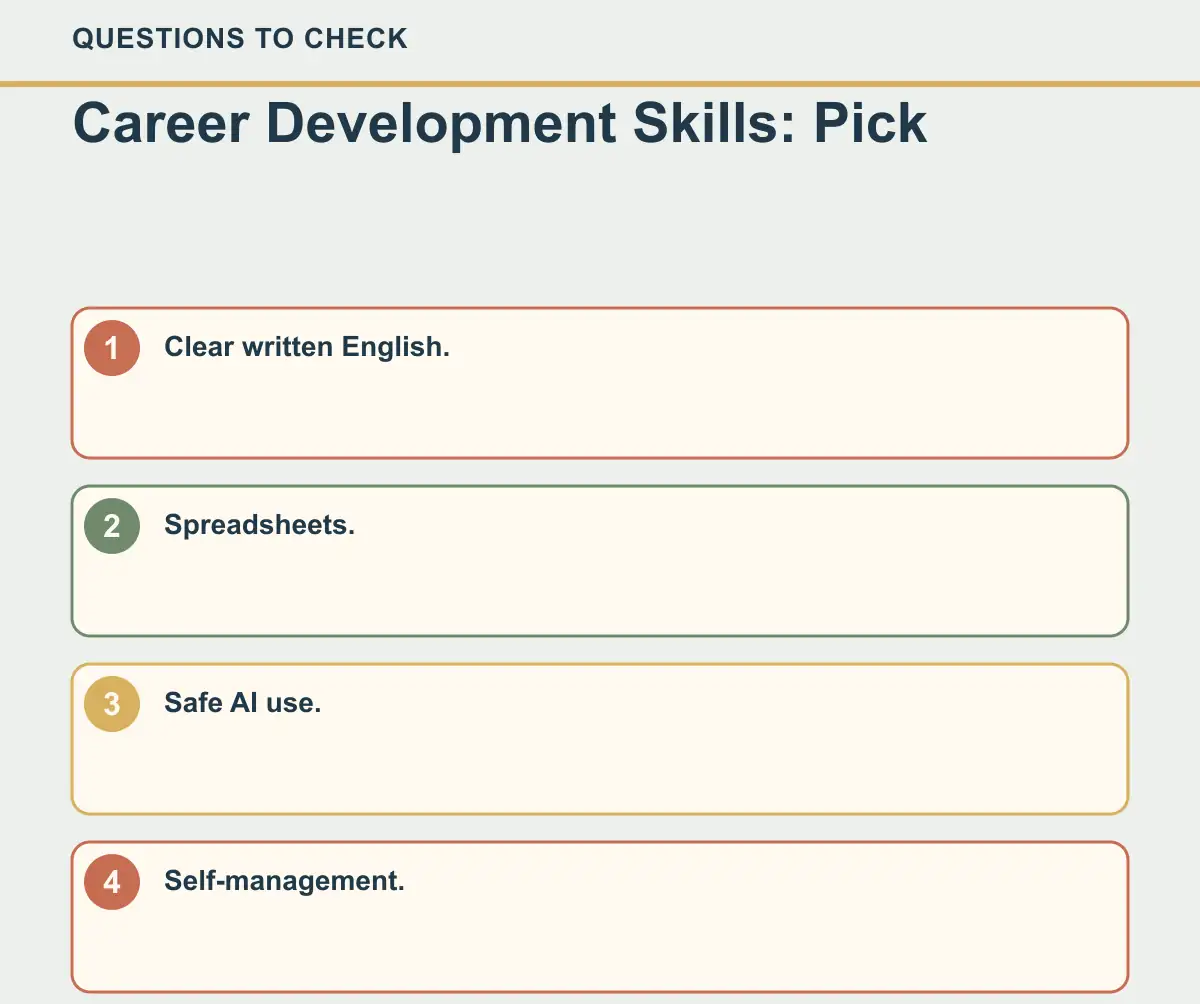 QUESTIONS TO CHECK
Career Development Skills: Pick
1 Clear written English.
2 Spreadsheets.
3 Safe AI use.
4 Self-management.